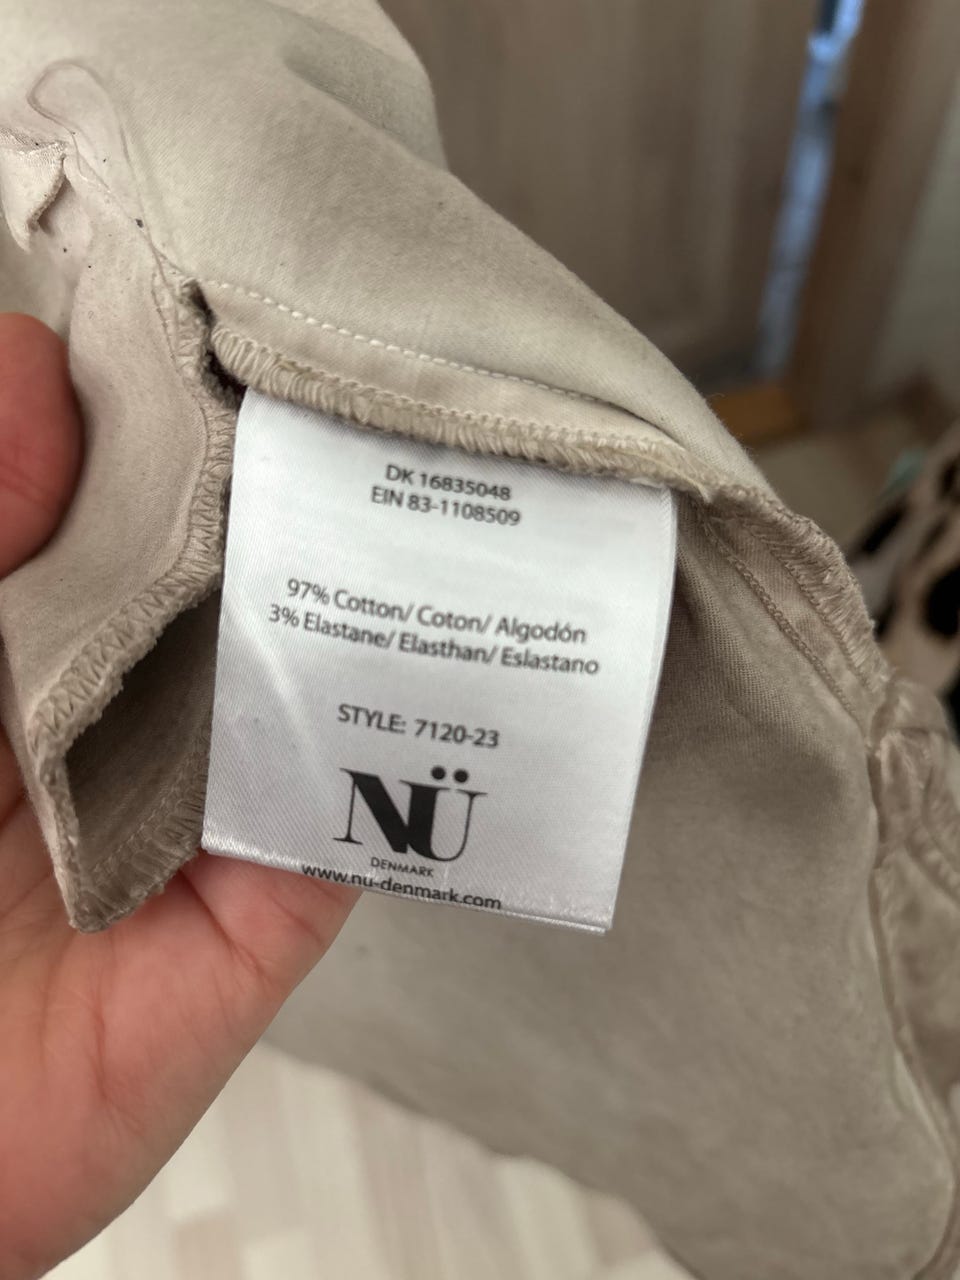 DK 16835048
EIN 83-1108509
97% Cotton/ Coton/ Algodón
3% Elastane/ Elasthan/ Eslastano
STYLE: 7120-23
NÜ
DENMARK
www.nu-denmark.com